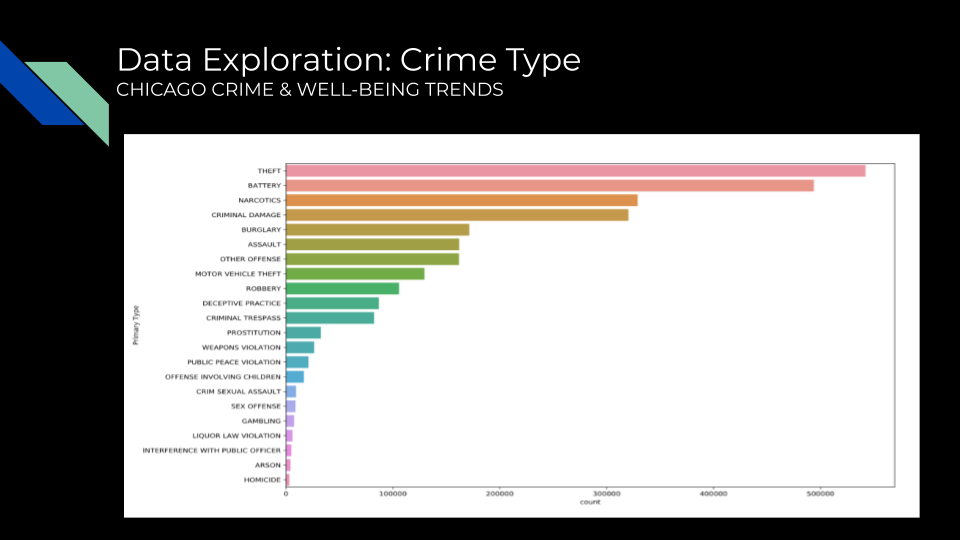 Data Exploration: Crime Type
CHICAGO CRIME & WELL-BEING TRENDS
THEFT
BATTERY
NARCOTICS
CRIMINAL DAMAGE
BURGLARY
ASSAULT
OTHER OFFENSE
MOTOR VEHICLE THEFT
ROBBERY
DECEPTIVE PRACTICE
CRIMINAL TRESPASS
PROSTITUTION
WEAPONS VIOLATION
PUBLIC PEACE VIOLATION
OFFENSE INVOLVING CHILDREN
CRIM SEXUAL ASSAULT
SEX OFFENSE
GAMBLING
LIQUOR LAW VIOLATION
INTERFERENCE WITH PUBLIC OFFICER
ARSON
HOMICIDE
Primary Type
0 100000 200000 300000 400000 500000
count